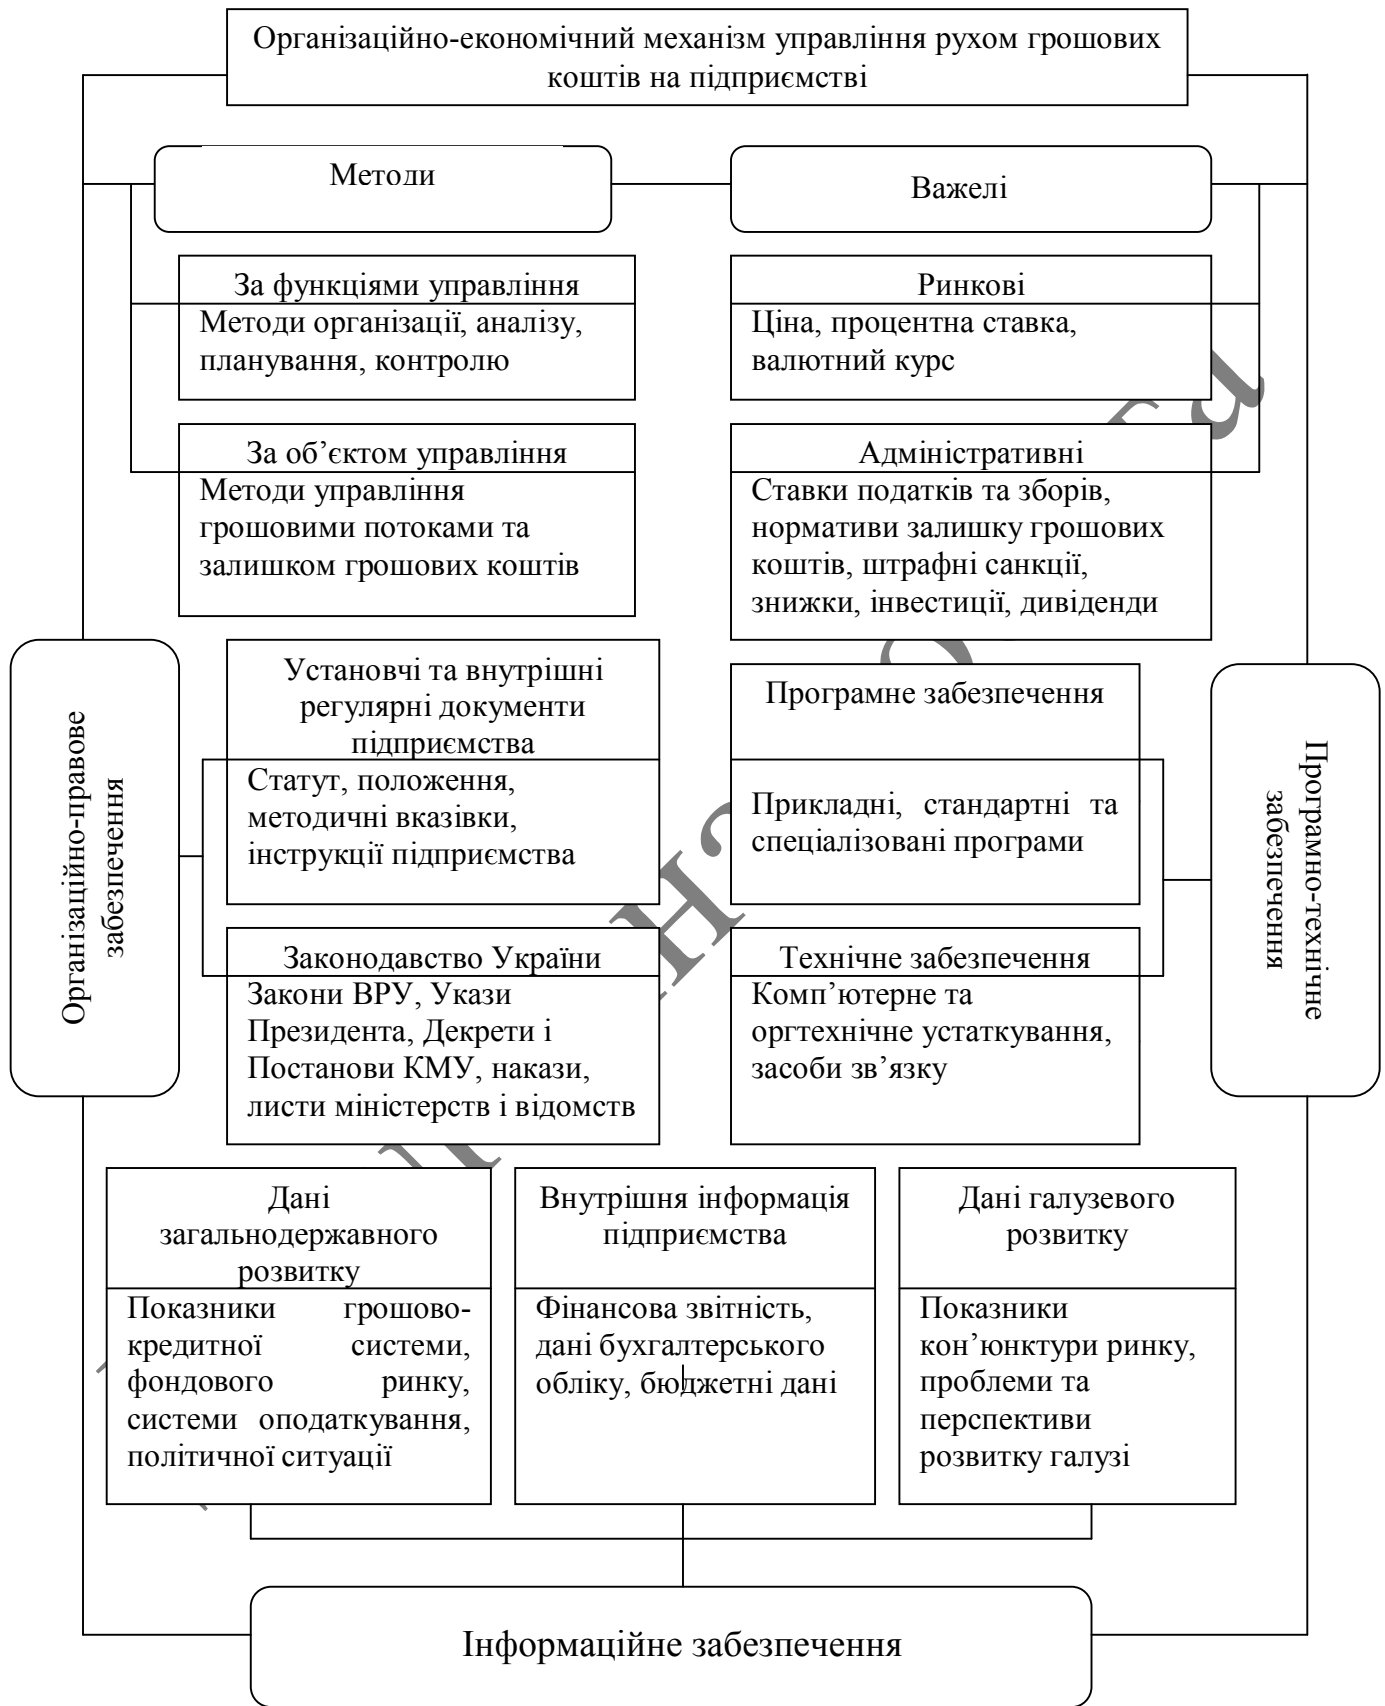 Організаційно-економічний механізм управління рухом грошових
коштів на підприємстві
Методи
Важелі
За функціями управління
Методи організації, аналізу,
планування, контролю
Ринкові
Ціна, процентна ставка,
валютний курс
За об’єктом управління
Методи управління
грошовими потоками та
залишком грошових коштів
Адміністративні
Ставки податків та зборів,
нормативи залишку грошових
коштів, штрафні санкції,
знижки, інвестиції, дивіденди
Організаційно-правове
забезпечення
Установчі та внутрішні
регулярні документи
підприємства
Статут, положення,
методичні вказівки,
інструкції підприємства
Програмне забезпечення
Прикладні, стандартні та
спеціалізовані програми
Програмно-технічне
забезпечення
Законодавство України
Закони ВРУ, Укази
Президента, Декрети і
Постанови КМУ, накази,
листи міністерств і відомств
Технічне забезпечення
Комп’ютерне та
оргтехнічне устаткування,
засоби зв’язку
Дані
загальнодержавного
розвитку
Показники грошово-
кредитної системи,
фондового ринку,
системи оподаткування,
політичної ситуації
Внутрішня інформація
підприємства
Фінансова звітність,
дані бухгалтерського
обліку, бюджетні дані
Дані галузевого
розвитку
Показники
кон’юнктури ринку,
проблеми та
перспективи
розвитку галузі
Інформаційне забезпечення